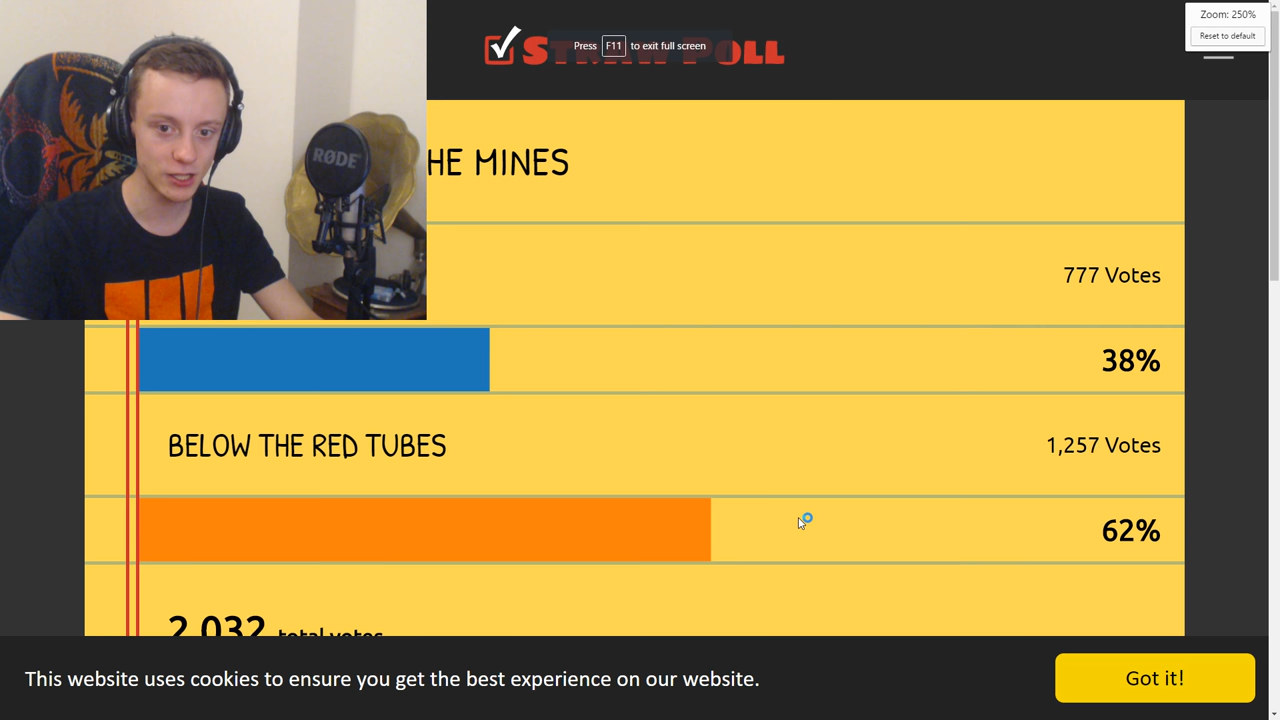 Zoom: 250%
Reset to default
Press F11 to exit full screen
RØDE
HE MINES
777 Votes
38%
BELOW THE RED TUBES
1,257 Votes
62%
2,032 total votes
This website uses cookies to ensure you get the best experience on our website.
Got it!